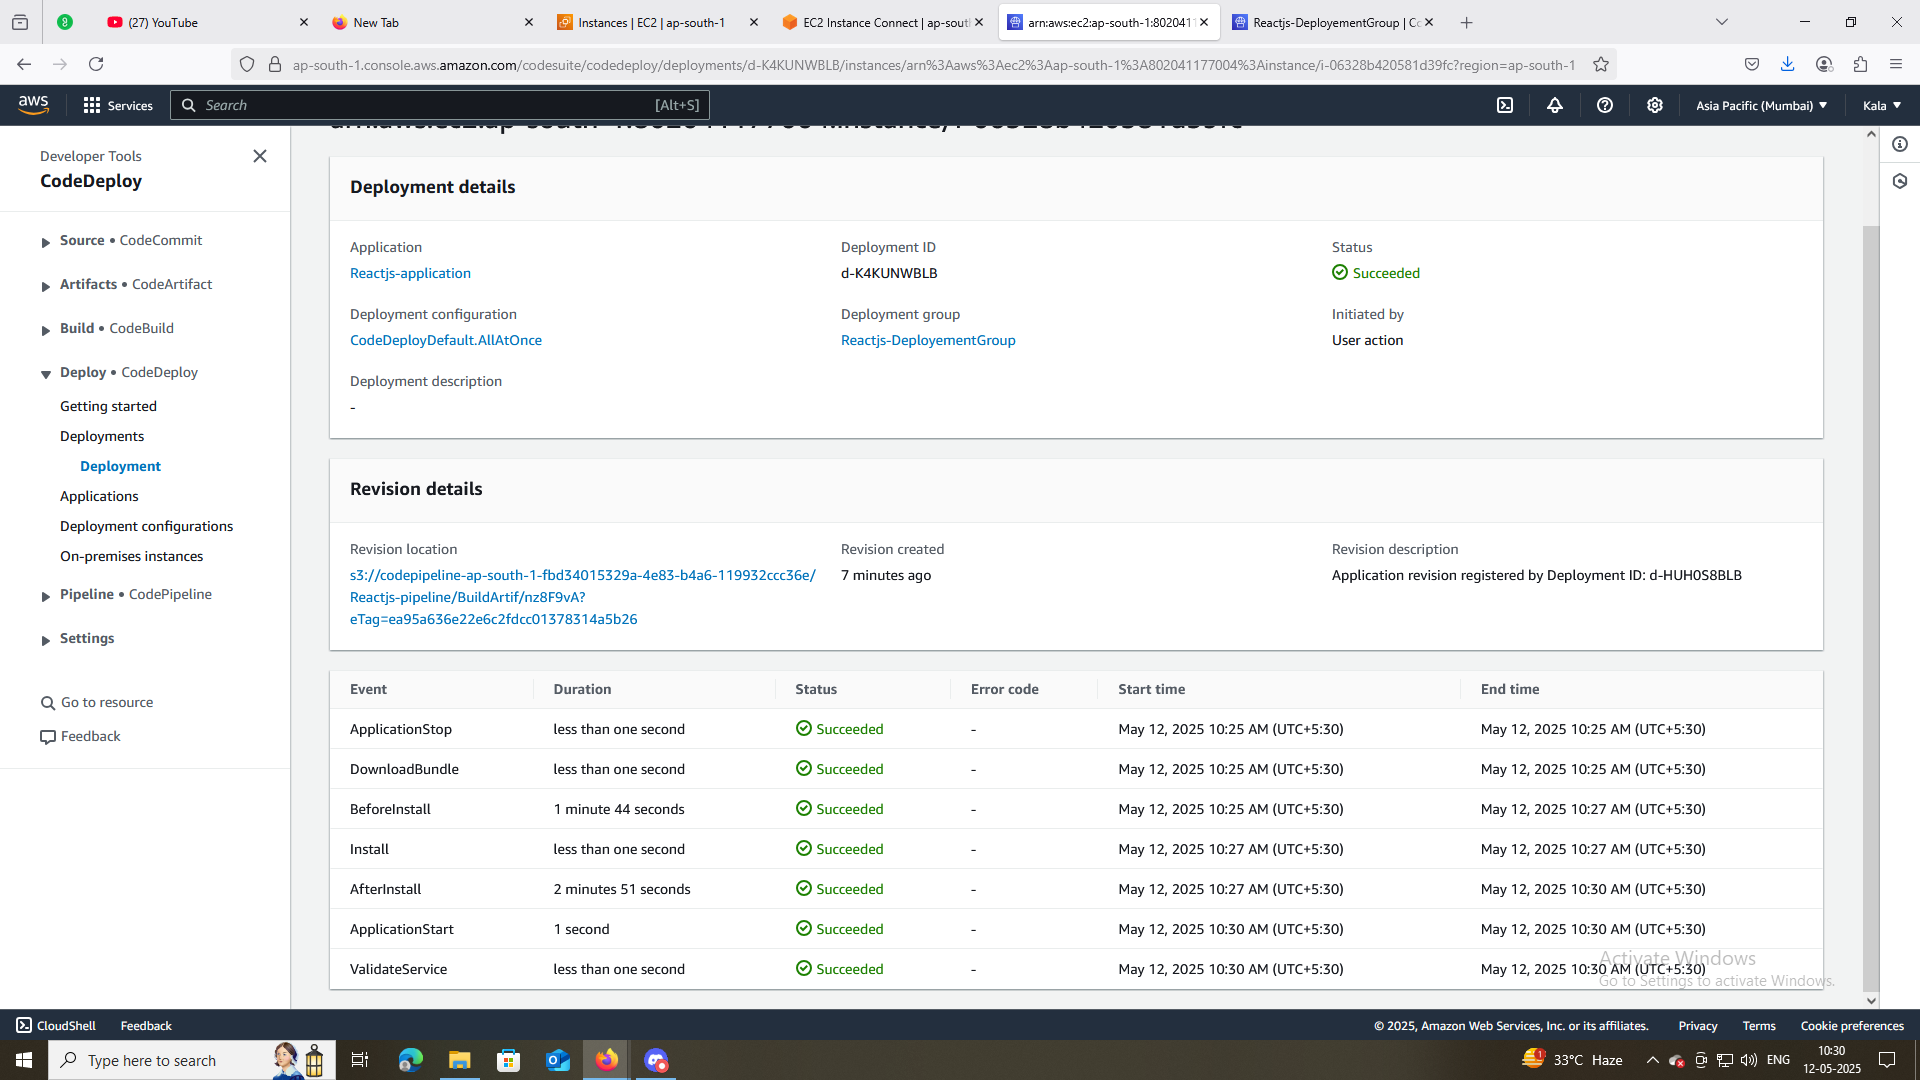 (27) YouTube
New Tab
Instances | EC2 | ap-south-1
EC2 Instance Connect | ap-sout
arn:aws:ec2:ap-south-1:8020411
Reactjs-DeployementGroup | Co
ap-south-1.console.aws.amazon.com/codesuite/codedeploy/deployments/d-K4KUNWBLB/instances/arn%3Aaws%3Aec2%3Aap-south-1%3A802041177004%3Ainstance/i-06328b420581d39fc?region=ap-south-1
aws
Services
Search
[Alt+S]
Asia Pacific (Mumbai)
Kala
Developer Tools
CodeDeploy
Source • CodeCommit
Artifacts • CodeArtifact
Build • CodeBuild
Deploy • CodeDeploy
Getting started
Deployments
Deployment
Applications
Deployment configurations
On-premises instances
Pipeline • CodePipeline
Settings
Go to resource
Feedback
arn:aws:ec2:ap-south-1:802041177004:instance/i-06328b420581d39fc
Deployment details
Application
Reactjs-application
Deployment ID
d-K4KUNWBLB
Status
Succeeded
Deployment configuration
CodeDeployDefault.AllAtOnce
Deployment group
Reactjs-DeployementGroup
Initiated by
User action
Deployment description
-
Revision details
Revision location
s3://codepipeline-ap-south-1-fbd34015329a-4e83-b4a6-119932ccc36e/
Reactjs-pipeline/BuildArtif/nz8F9vA?
eTag=ea95a636e22e6c2fdcc01378314a5b26
Revision created
7 minutes ago
Revision description
Application revision registered by Deployment ID: d-HUH0S8BLB
Event Duration Status Error code Start time End time
ApplicationStop less than one second Succeeded - May 12, 2025 10:25 AM (UTC+5:30) May 12, 2025 10:25 AM (UTC+5:30)
DownloadBundle less than one second Succeeded - May 12, 2025 10:25 AM (UTC+5:30) May 12, 2025 10:25 AM (UTC+5:30)
BeforeInstall 1 minute 44 seconds Succeeded - May 12, 2025 10:25 AM (UTC+5:30) May 12, 2025 10:27 AM (UTC+5:30)
Install less than one second Succeeded - May 12, 2025 10:27 AM (UTC+5:30) May 12, 2025 10:27 AM (UTC+5:30)
AfterInstall 2 minutes 51 seconds Succeeded - May 12, 2025 10:27 AM (UTC+5:30) May 12, 2025 10:30 AM (UTC+5:30)
ApplicationStart 1 second Succeeded - May 12, 2025 10:30 AM (UTC+5:30) May 12, 2025 10:30 AM (UTC+5:30)
ValidateService less than one second Succeeded - May 12, 2025 10:30 AM (UTC+5:30) May 12, 2025 10:30 AM (UTC+5:30)
Activate Windows
Go to Settings to activate Windows.
CloudShell
Feedback
© 2025, Amazon Web Services, Inc. or its affiliates.
Privacy
Terms
Cookie preferences
Type here to search
33°C Haze
ENG
10:30
12-05-2025